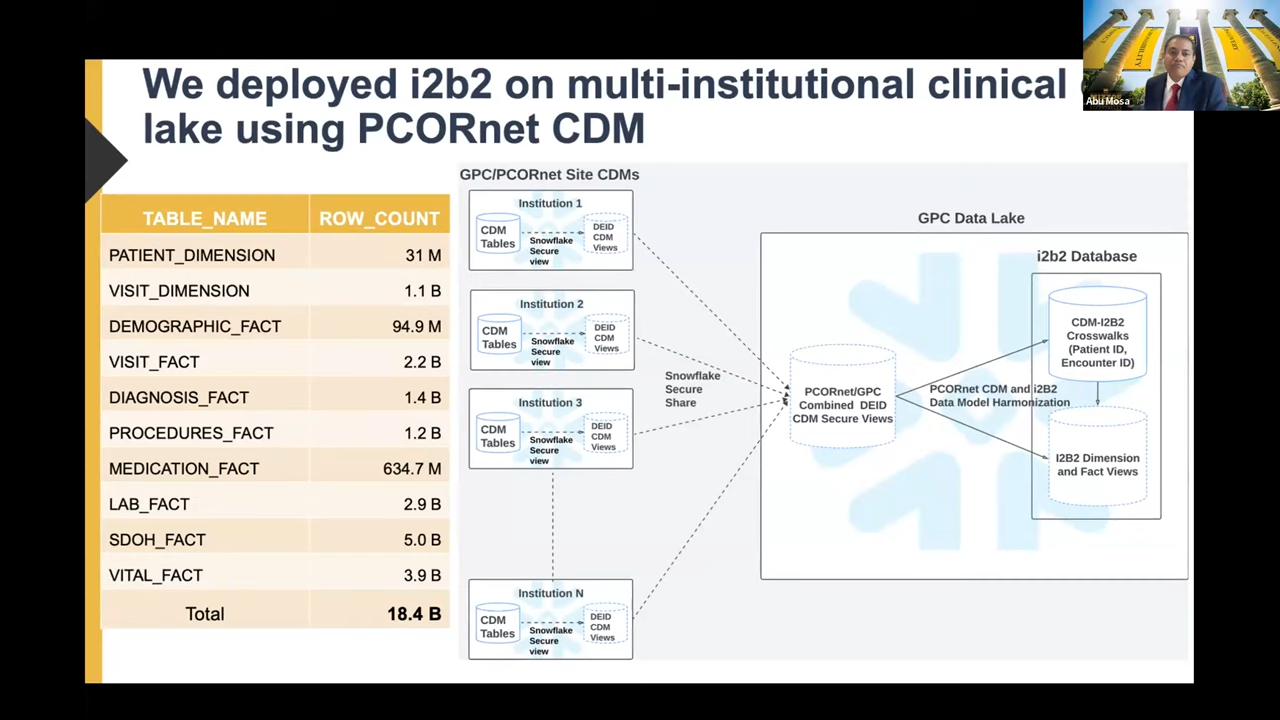 We deployed i2b2 on multi-institutional clinical
lake using PCORnet CDM
Abu Mosa
TABLE_NAME ROW_COUNT
PATIENT_DIMENSION 31 M
VISIT_DIMENSION 1.1 B
DEMOGRAPHIC_FACT 94.9 M
VISIT_FACT 2.2 B
DIAGNOSIS_FACT 1.4 B
PROCEDURES_FACT 1.2 B
MEDICATION_FACT 634.7 M
LAB_FACT 2.9 B
SDOH_FACT 5.0 B
VITAL_FACT 3.9 B
Total 18.4 B
GPC/PCORnet Site CDMs
Institution 1
CDM
Tables
Snowflake
Secure
view
DEID
CDM
Views
Institution 2
CDM
Tables
Snowflake
Secure
view
DEID
CDM
Views
Institution 3
CDM
Tables
Snowflake
Secure
view
DEID
CDM
Views
Institution N
CDM
Tables
Snowflake
Secure
view
DEID
CDM
Views
Snowflake
Secure
Share
GPC Data Lake
PCORnet/GPC
Combined DEID
CDM Secure Views
PCORnet CDM and i2B2
Data Model Harmonization
i2B2 Database
CDM-I2B2
Crosswalks
(Patient ID,
Encounter ID)
I2B2 Dimension
and Fact Views